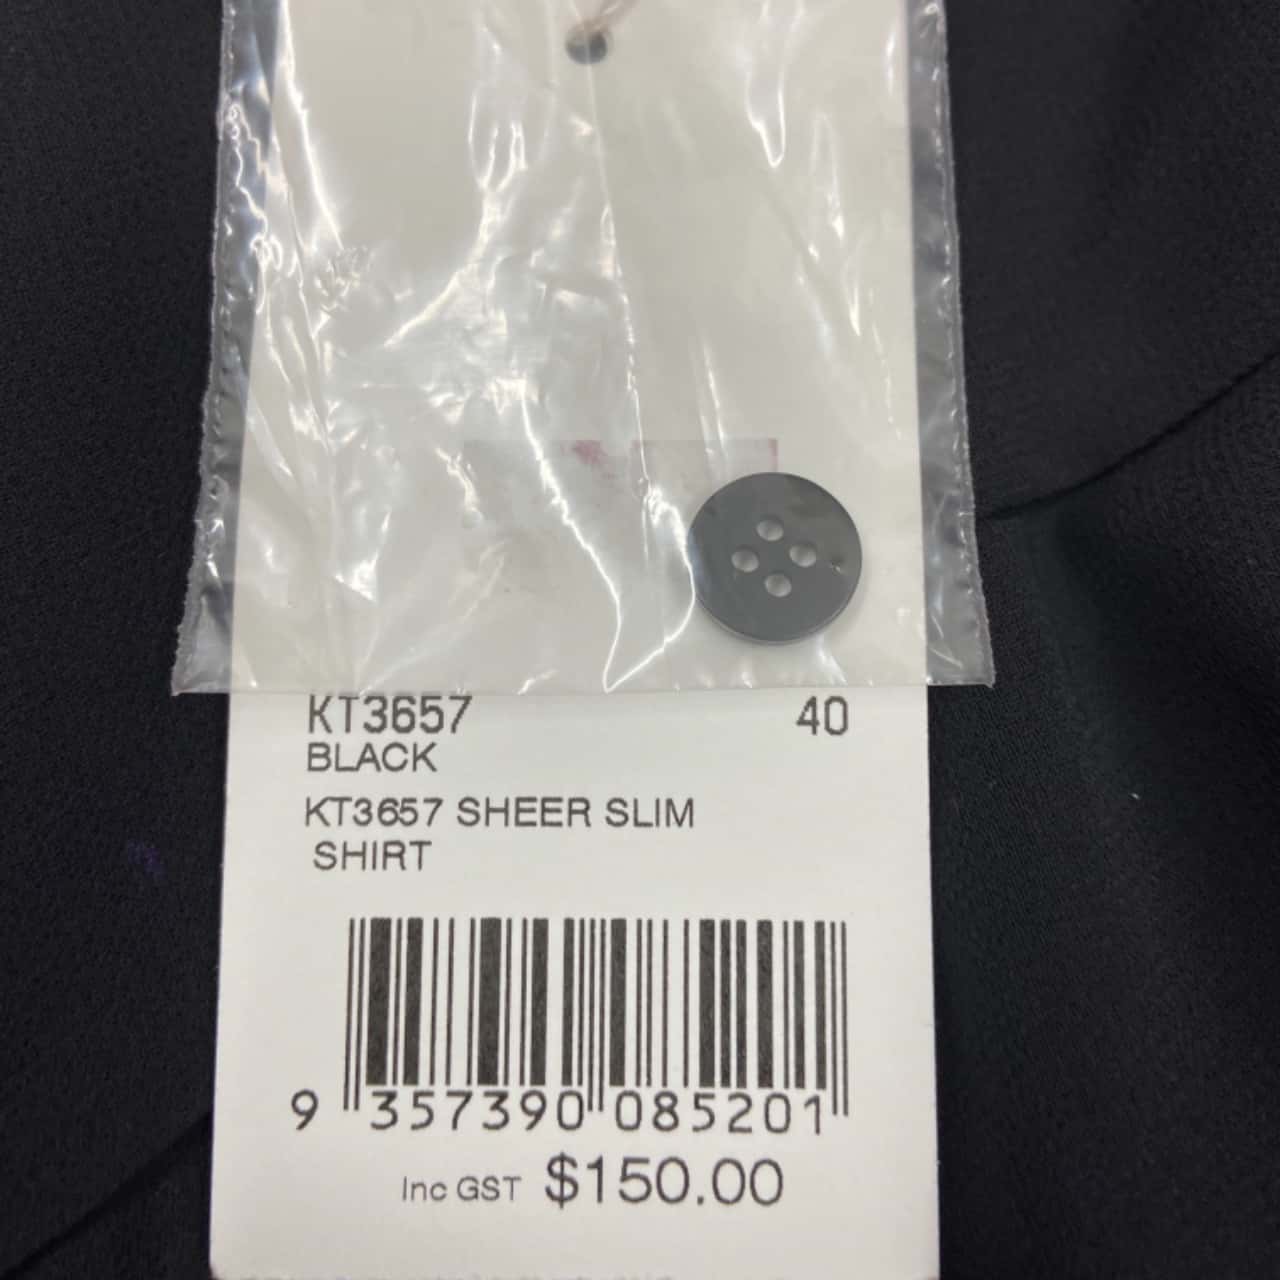 KT3657 40
BLACK
KT3657 SHEER SLIM
SHIRT
9 357390 085201
Inc GST $150.00